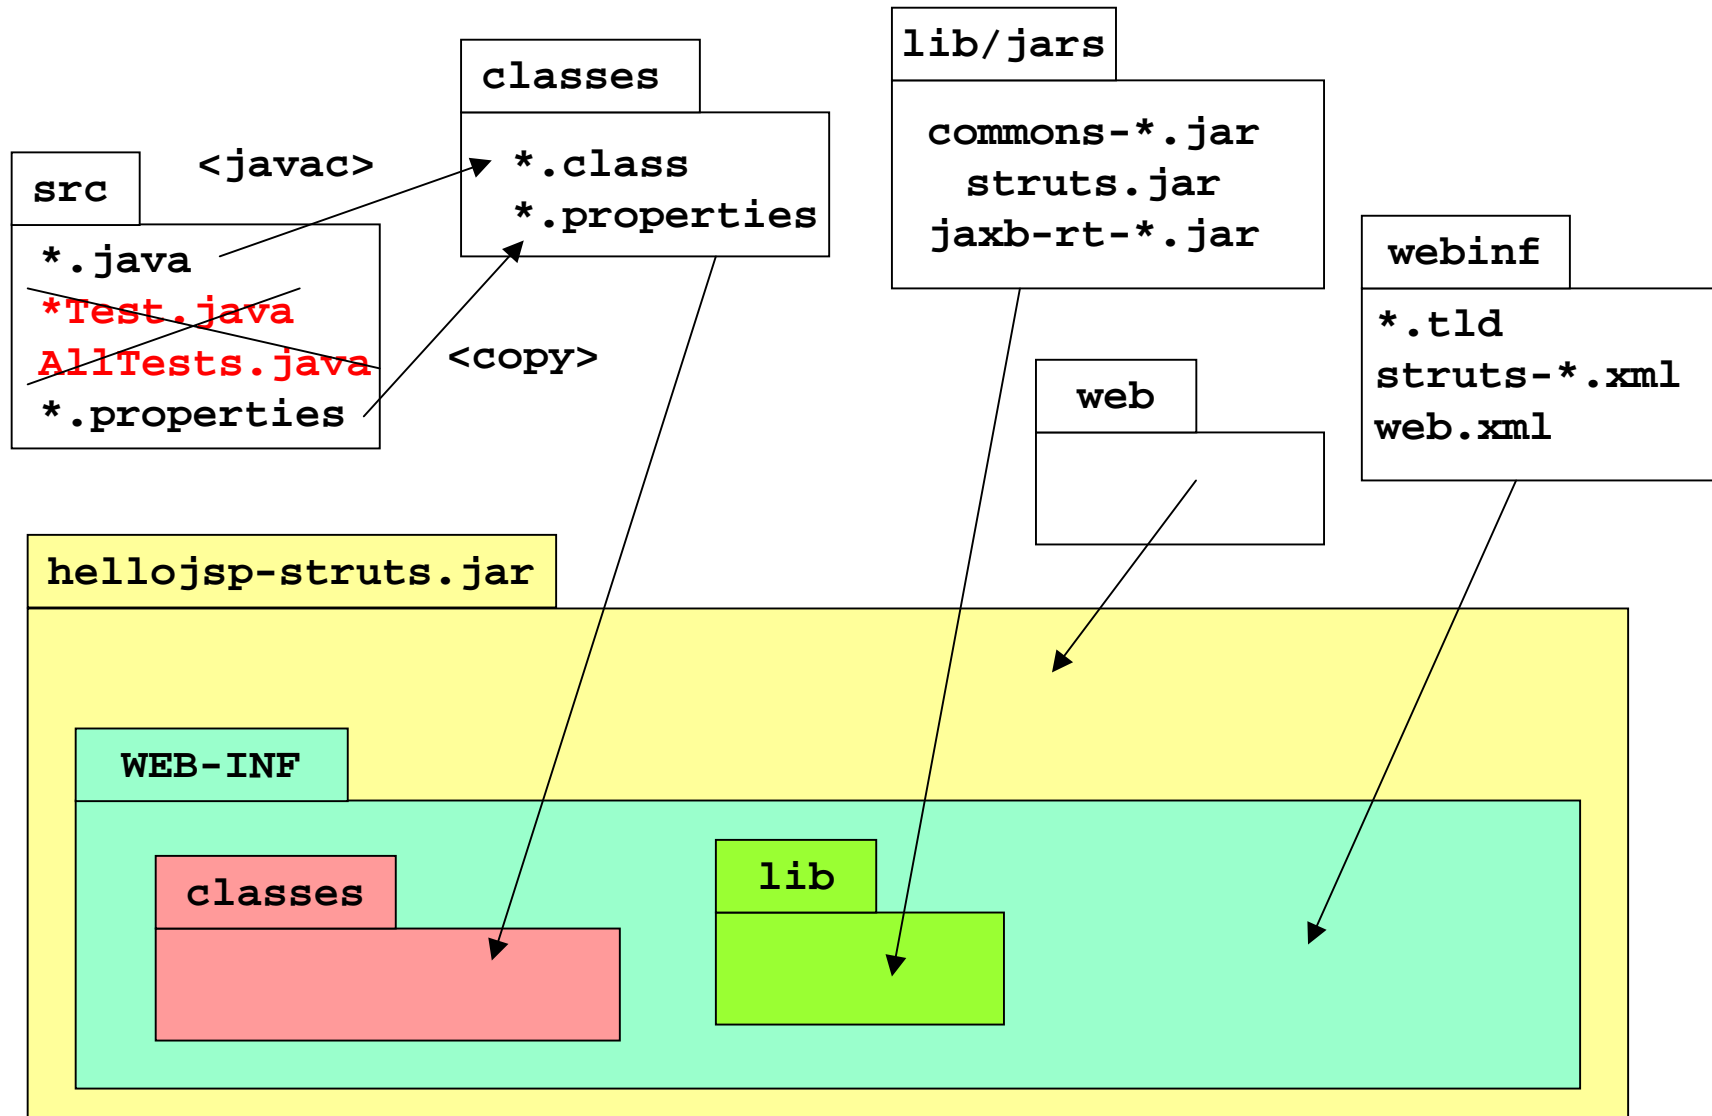 src
*.java
*Test.java
AllTests.java
*.properties
<javac>
<copy>
classes
*.class
*.properties
lib/jars
commons-*.jar
struts.jar
jaxb-rt-*.jar
web
webinf
*.tld
struts-*.xml
web.xml
hellojsp-struts.jar
WEB-INF
classes
lib